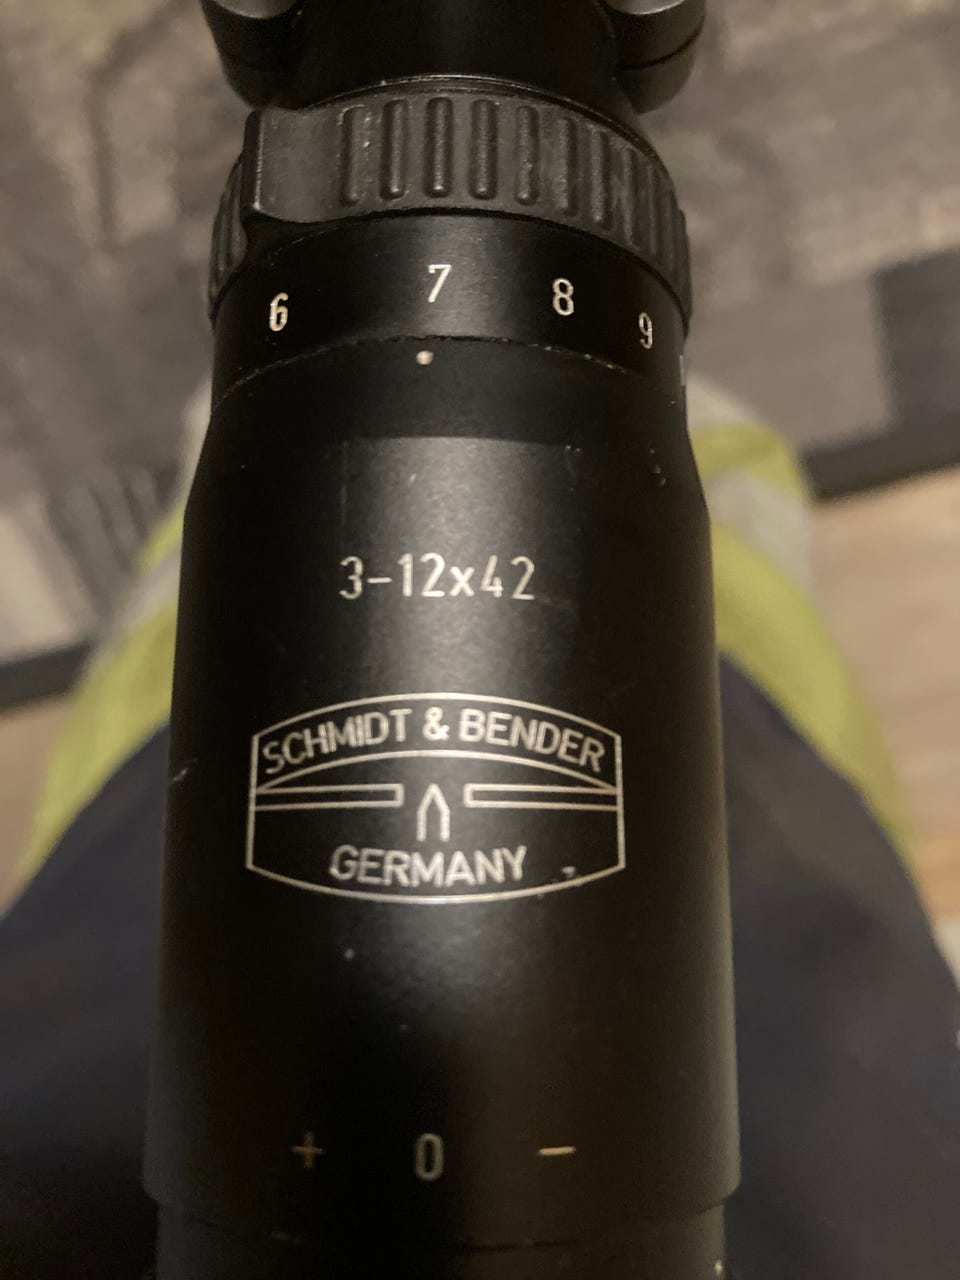 6 7 8 9
3-12x42
SCHMIDT & BENDER
GERMANY
+ 0 -